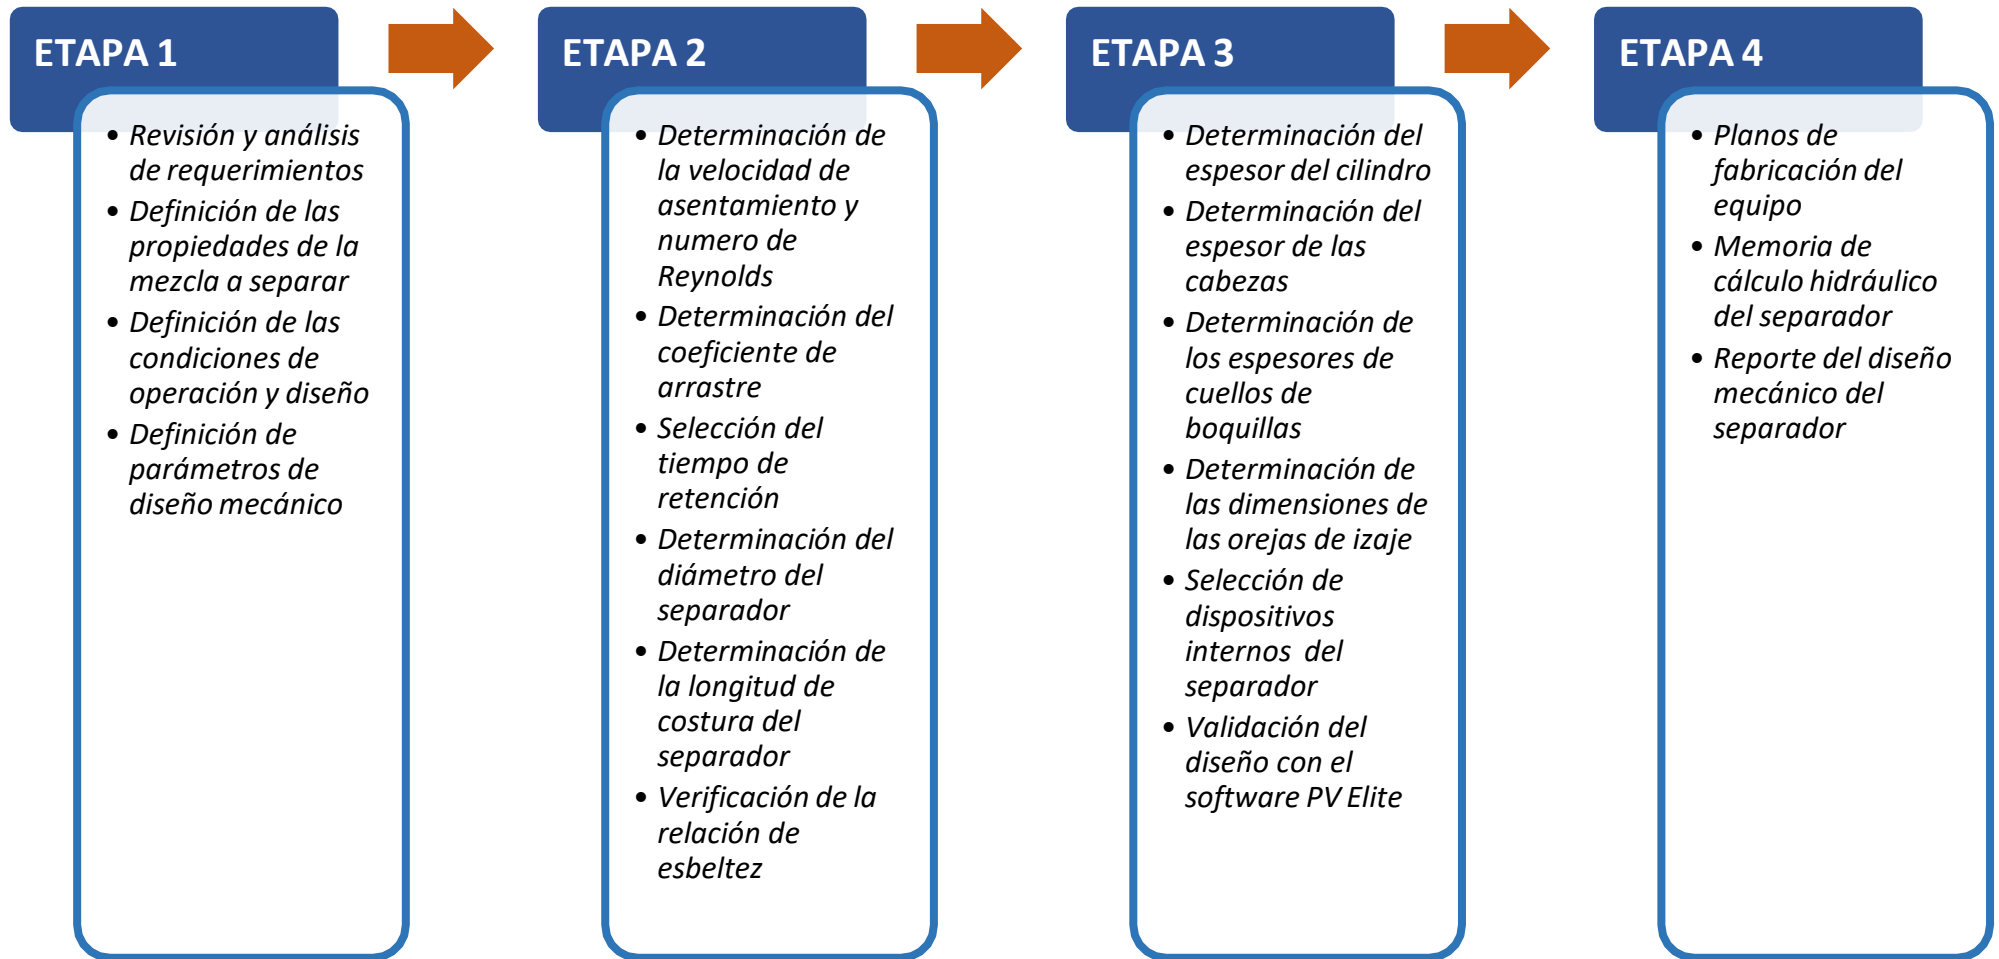 ETAPA 1
• Revisión y análisis
de requerimientos
• Definición de las
propiedades de la
mezcla a separar
• Definición de las
condiciones de
operación y diseño
• Definición de
parámetros de
diseño mecánico
ETAPA 2
• Determinación de
la velocidad de
asentamiento y
numero de
Reynolds
• Determinación del
coeficiente de
arrastre
• Selección del
tiempo de
retención
• Determinación del
diámetro del
separador
• Determinación de
la longitud de
costura del
separador
• Verificación de la
relación de
esbeltez
ETAPA 3
• Determinación del
espesor del cilindro
• Determinación del
espesor de las
cabezas
• Determinación de
los espesores de
cuellos de
boquillas
• Determinación de
las dimensiones de
las orejas de izaje
• Selección de
dispositivos
internos del
separador
• Validación del
diseño con el
software PV Elite
ETAPA 4
• Planos de
fabricación del
equipo
• Memoria de
cálculo hidráulico
del separador
• Reporte del diseño
mecánico del
separador